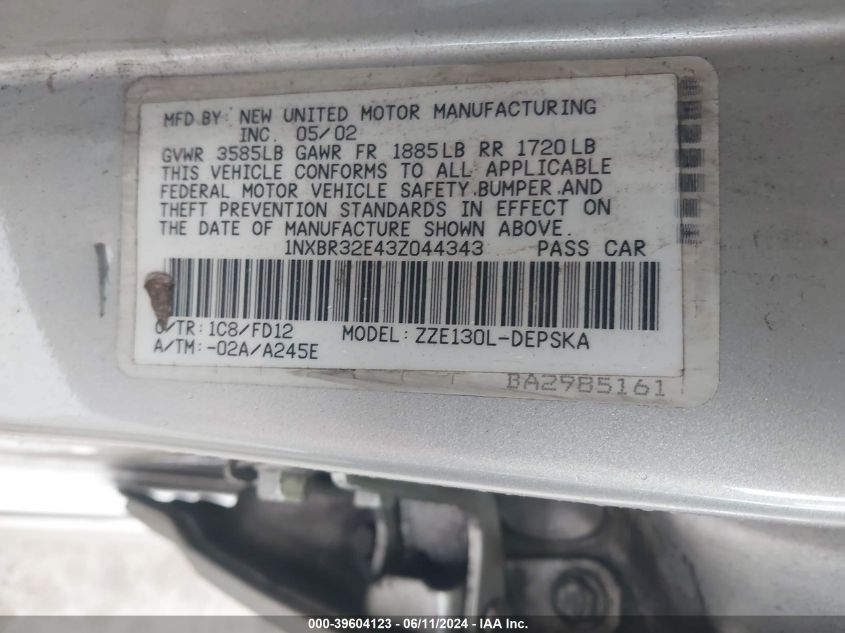 MFD BY: NEW UNITED MOTOR MANUFACTURING
INC. 05/02
GVWR 3585LB GAWR FR 1885LB RR 1720LB
THIS VEHICLE CONFORMS TO ALL APPLICABLE
FEDERAL MOTOR VEHICLE SAFETY,BUMPER,AND
THEFT PREVENTION STANDARDS IN EFFECT ON
THE DATE OF MANUFACTURE SHOWN ABOVE.
1NXBR32E43Z044343 PASS CAR
C/TR:1C8/FD12 MODEL:ZZE130L-DEPSKA
A/TM:-02A/A245E
BA2985161
000-39604123 - 06/11/2024 - IAA Inc.